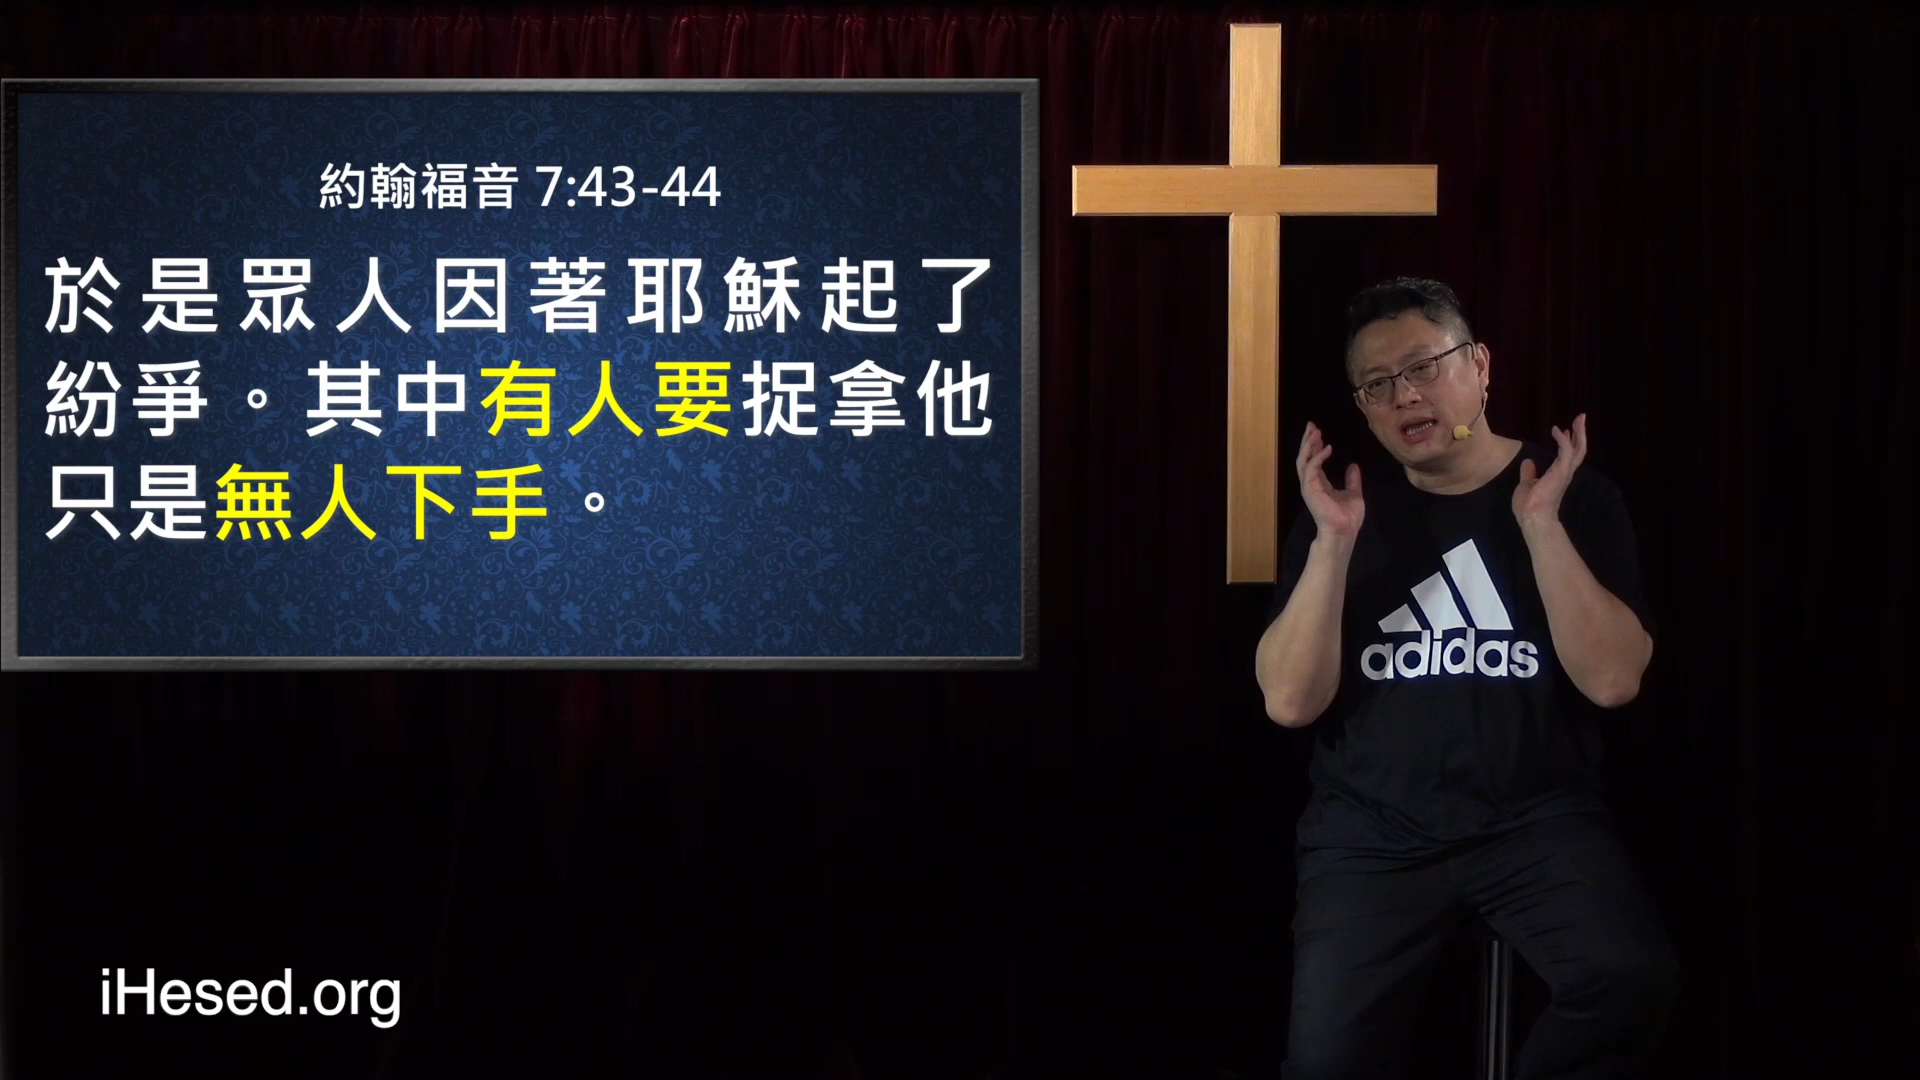 約翰福音 7:43-44
於是眾人因著耶穌起了
紛爭。其中有人要捉拿他
只是無人下手。
adidas
iHesed.org